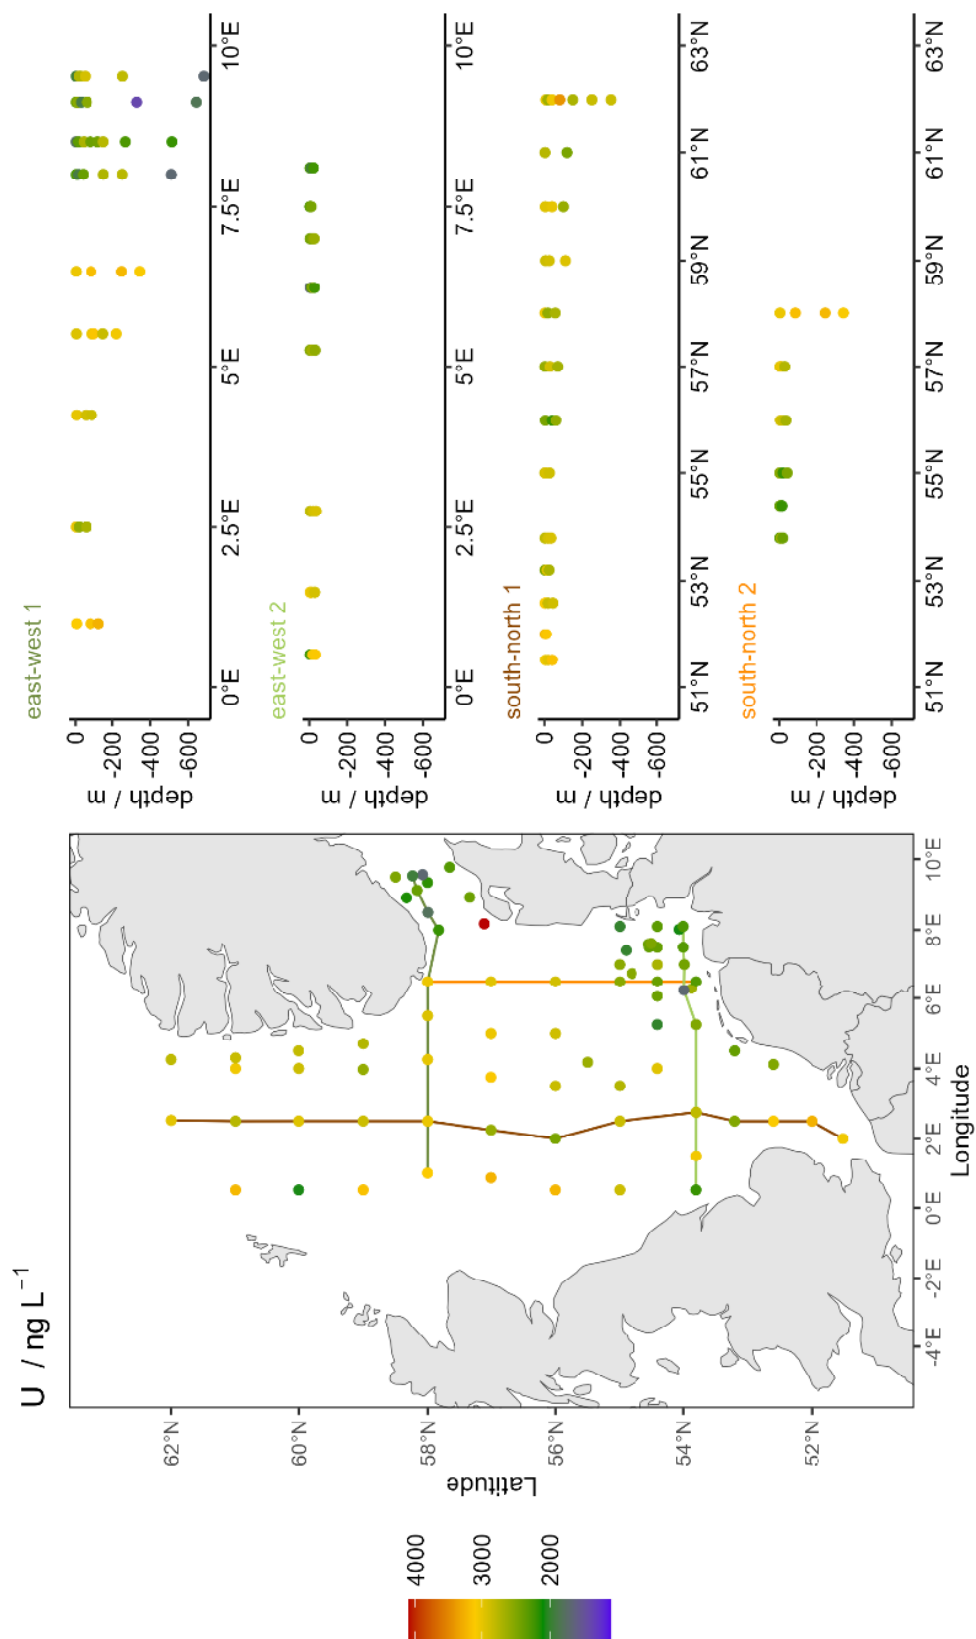 U / ng L⁻¹
4000
3000
2000
Latitude
62°N
60°N
58°N
56°N
54°N
52°N
-4°E
-2°E
0°E
2°E
4°E
6°E
8°E
10°E
Longitude
east-west 1
depth / m
0
-200
-400
-600
0°E
2.5°E
5°E
7.5°E
10°E
east-west 2
depth / m
0
-200
-400
-600
0°E
2.5°E
5°E
7.5°E
10°E
south-north 1
depth / m
0
-200
-400
-600
51°N
53°N
55°N
57°N
59°N
61°N
63°N
south-north 2
depth / m
0
-200
-400
-600
51°N
53°N
55°N
57°N
59°N
61°N
63°N